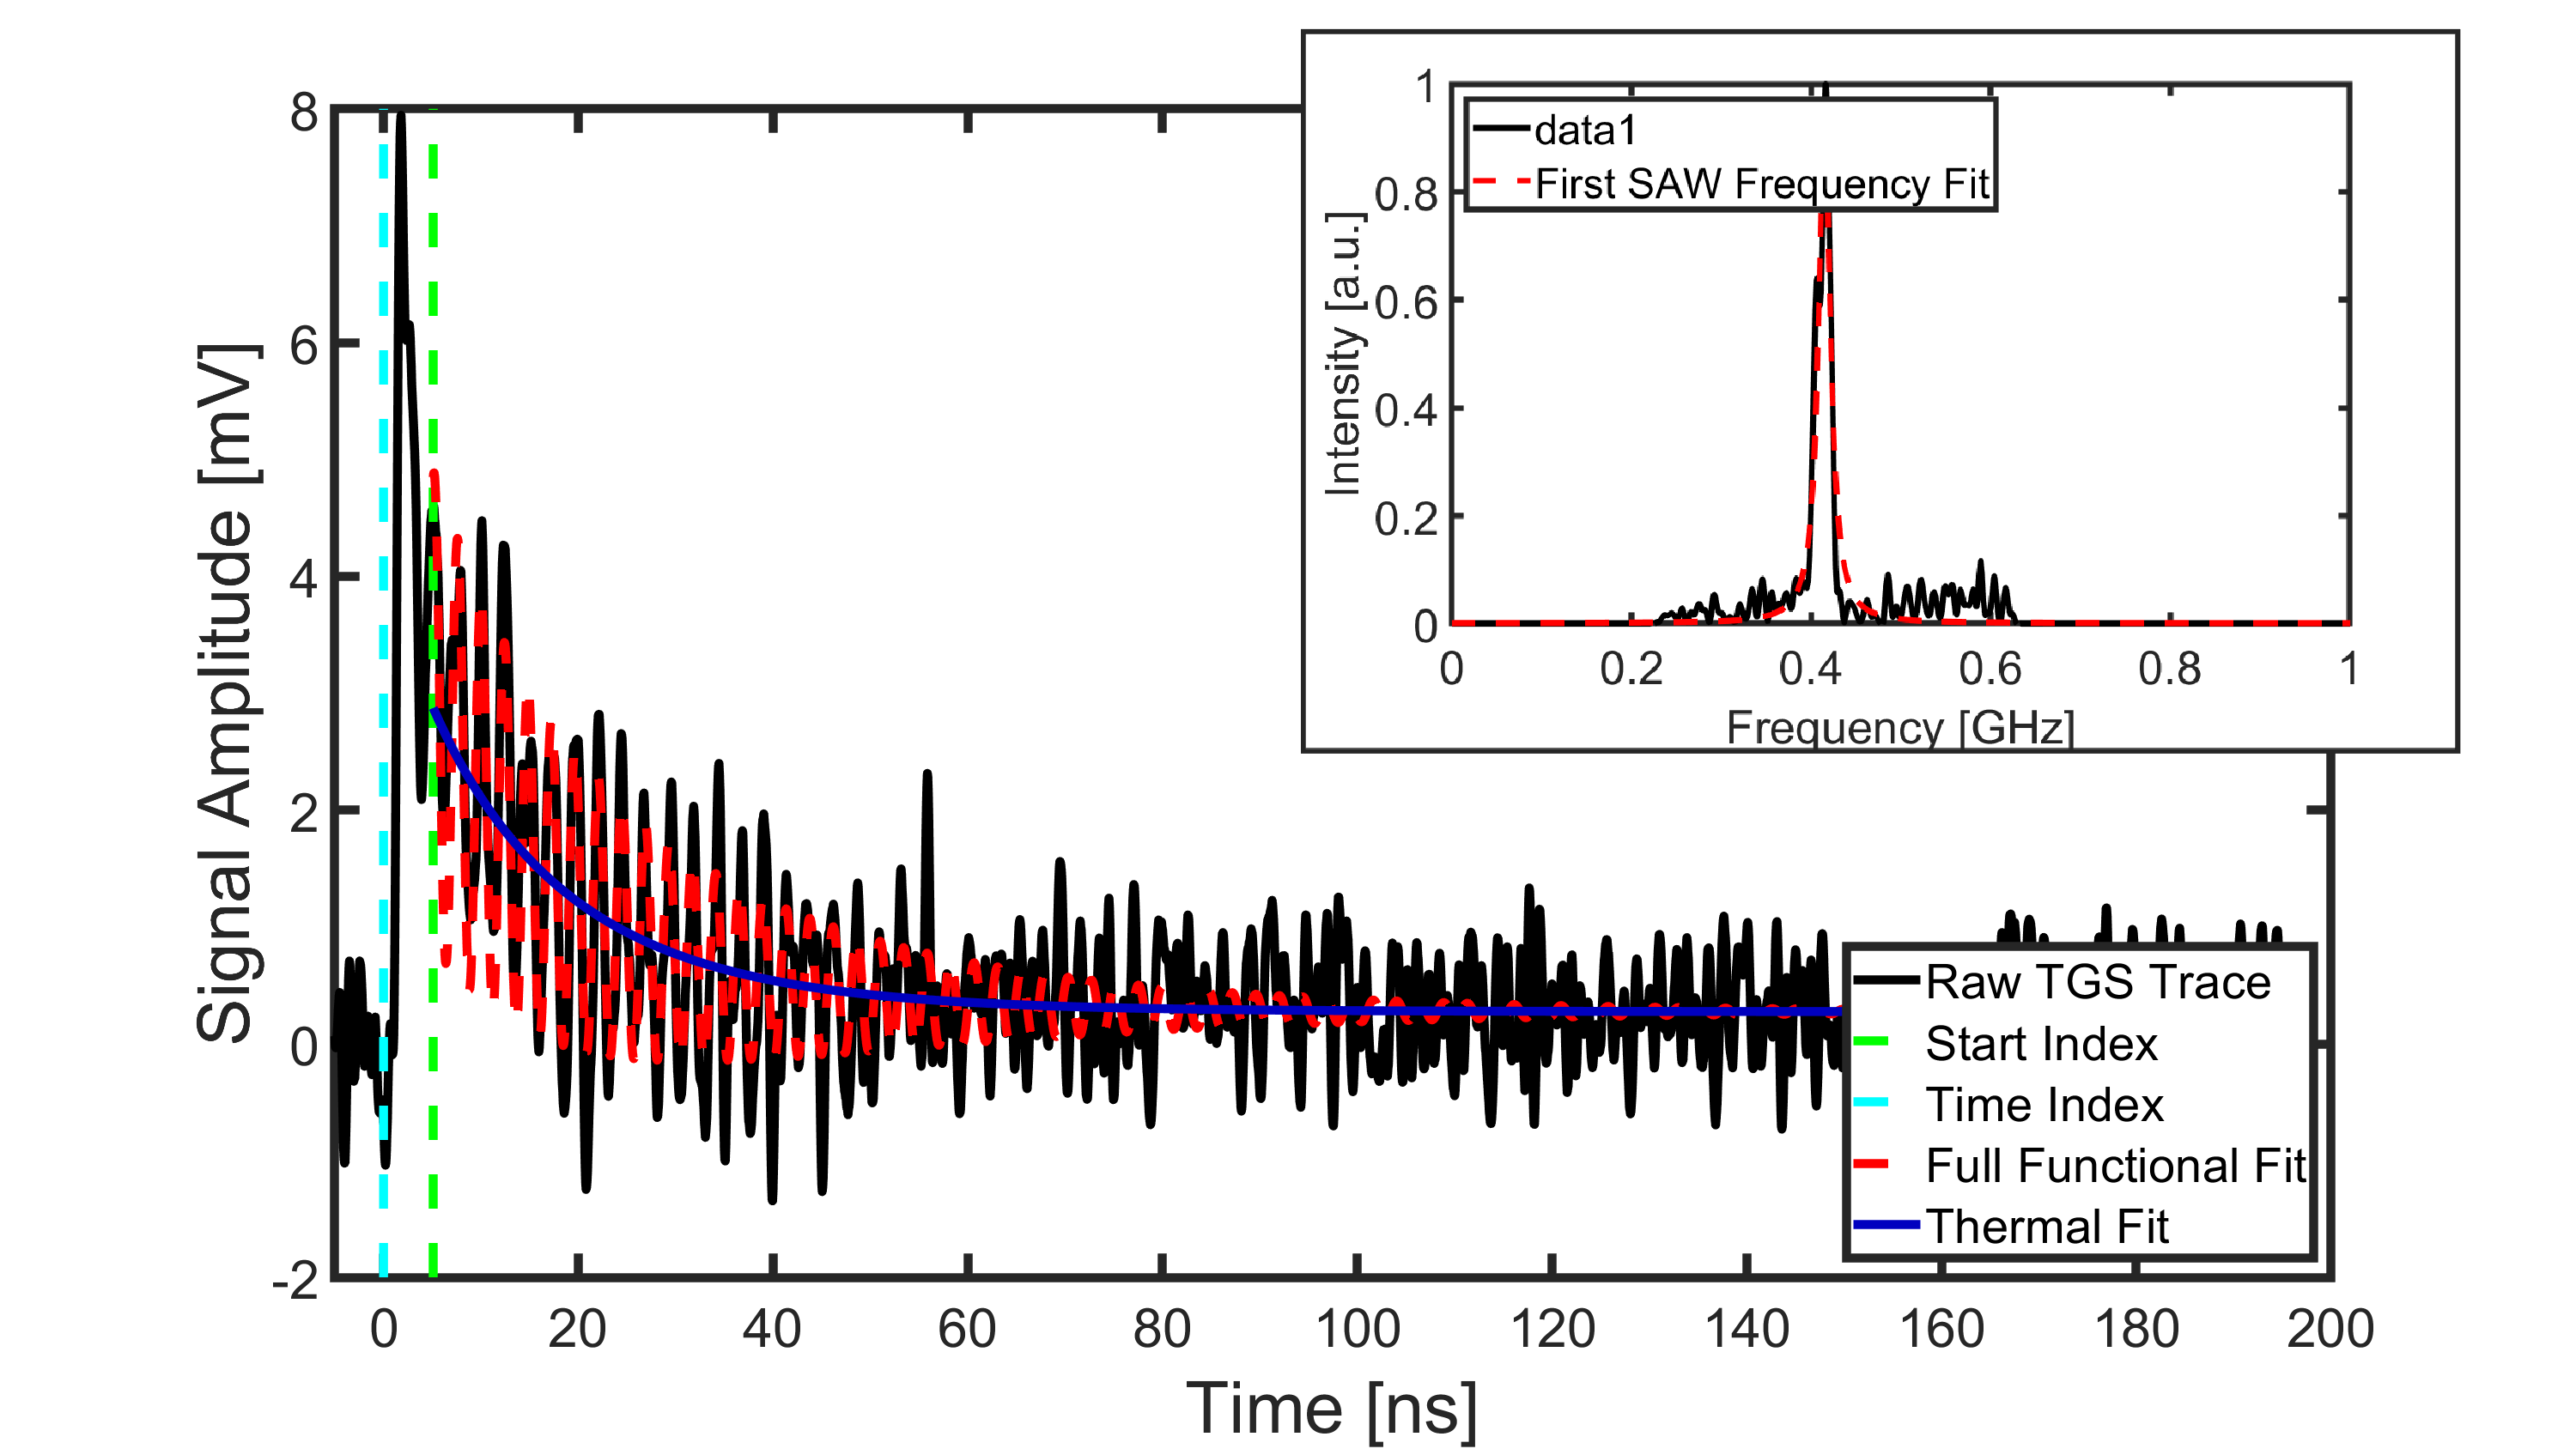 8
6
4
2
0
-2
Signal Amplitude [mV]
0 20 40 60 80 100 120 140 160 180 200
Time [ns]
1
0.8
0.6
0.4
0.2
0
Intensity [a.u.]
data1
First SAW Frequency Fit
0 0.2 0.4 0.6 0.8 1
Frequency [GHz]
Raw TGS Trace
Start Index
Time Index
Full Functional Fit
Thermal Fit